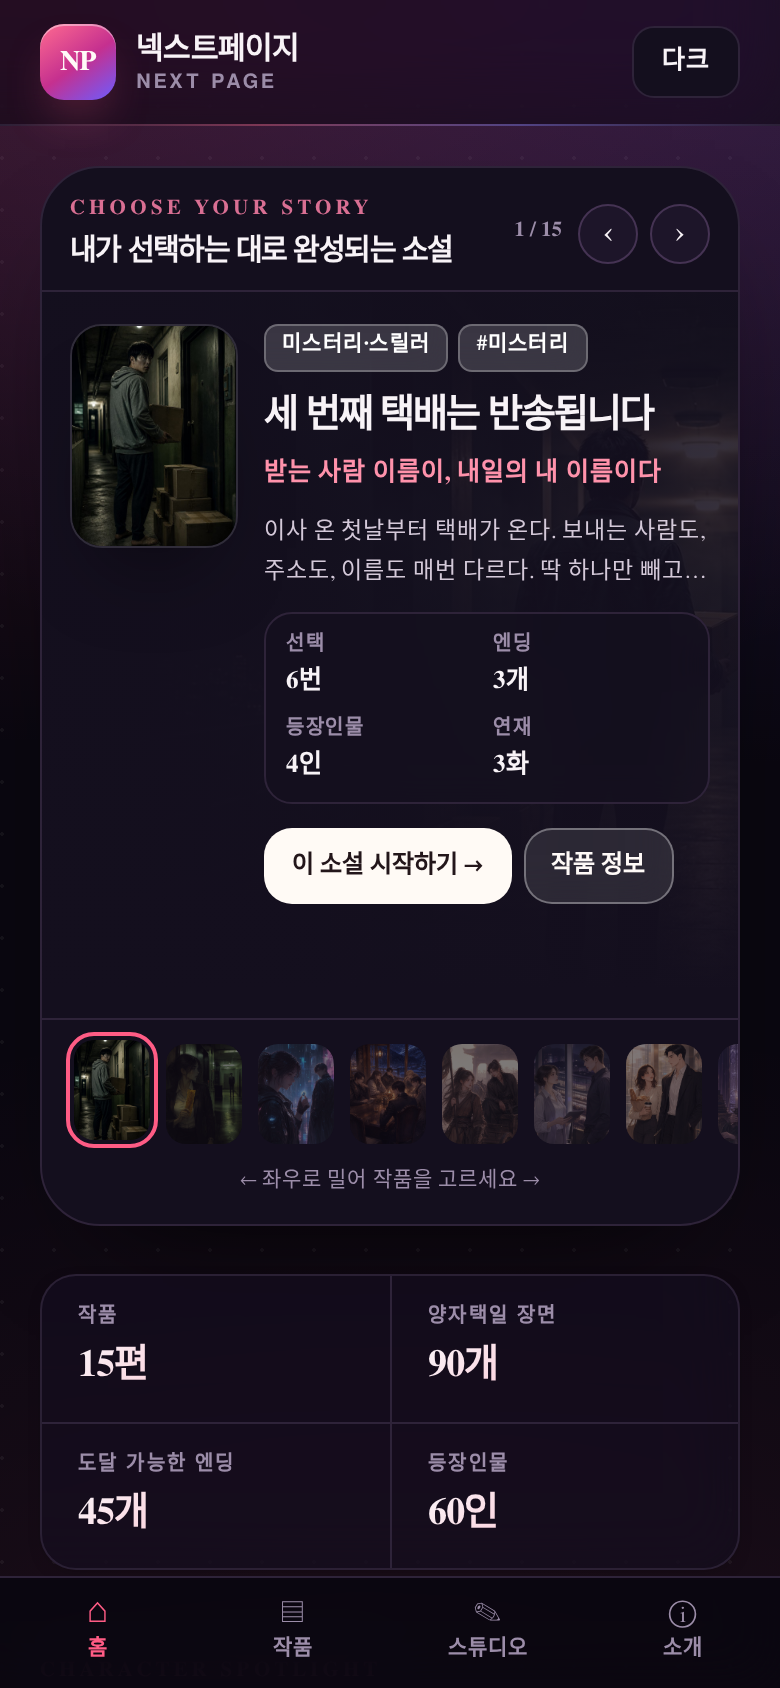 NP
넥스트페이지
NEXT PAGE
다크
CHOOSE YOUR STORY
내가 선택하는 대로 완성되는 소설
1 / 15
‹ ›
미스터리·스릴러
#미스터리
세 번째 택배는 반송됩니다
받는 사람 이름이, 내일의 내 이름이다
이사 온 첫날부터 택배가 온다. 보내는 사람도,
주소도, 이름도 매번 다르다. 딱 하나만 빼고…
선택
6번
엔딩
3개
등장인물
4인
연재
3화
이 소설 시작하기 →
작품 정보
← 좌우로 밀어 작품을 고르세요 →
작품
15편
양자택일 장면
90개
도달 가능한 엔딩
45개
등장인물
60인
CHARACTER SPOTLIGHT
홈
작품
스튜디오
소개